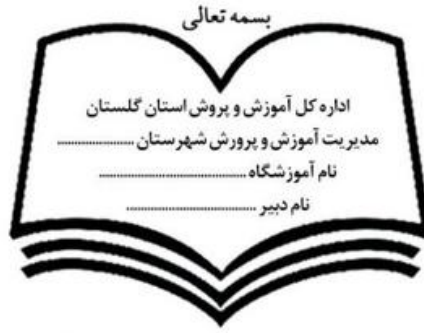 بسمه تعالی
اداره کل آموزش و پروش استان گلستان
مدیریت آموزش و پرورش شهرستان ......................
نام آموزشگاه ..........................................
نام دبیر .....................................